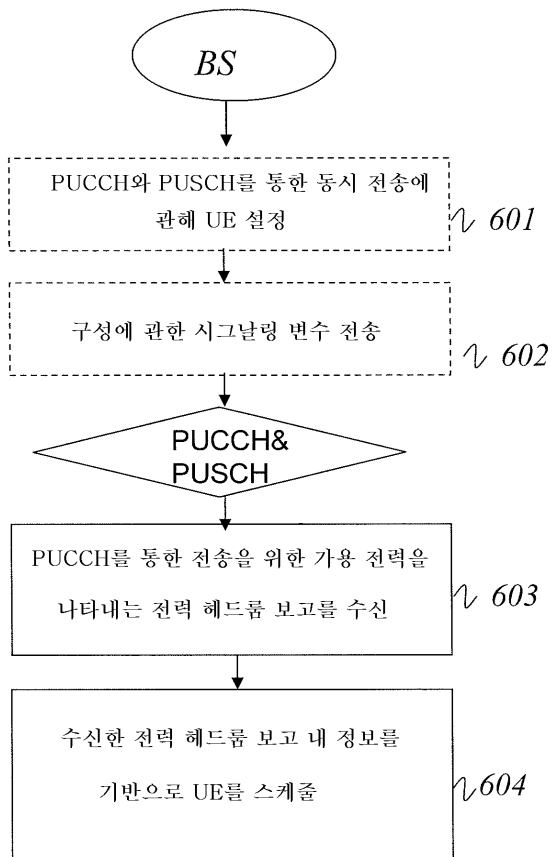 BS
PUCCH와 PUSCH를 통한 동시 전송에
관해 UE 설정
601
구성에 관한 시그날링 변수 전송
602
PUCCH&
PUSCH
PUCCH를 통한 전송을 위한 가용 전력을
나타내는 전력 헤드룸 보고를 수신
603
수신한 전력 헤드룸 보고 내 정보를
기반으로 UE를 스케줄
604